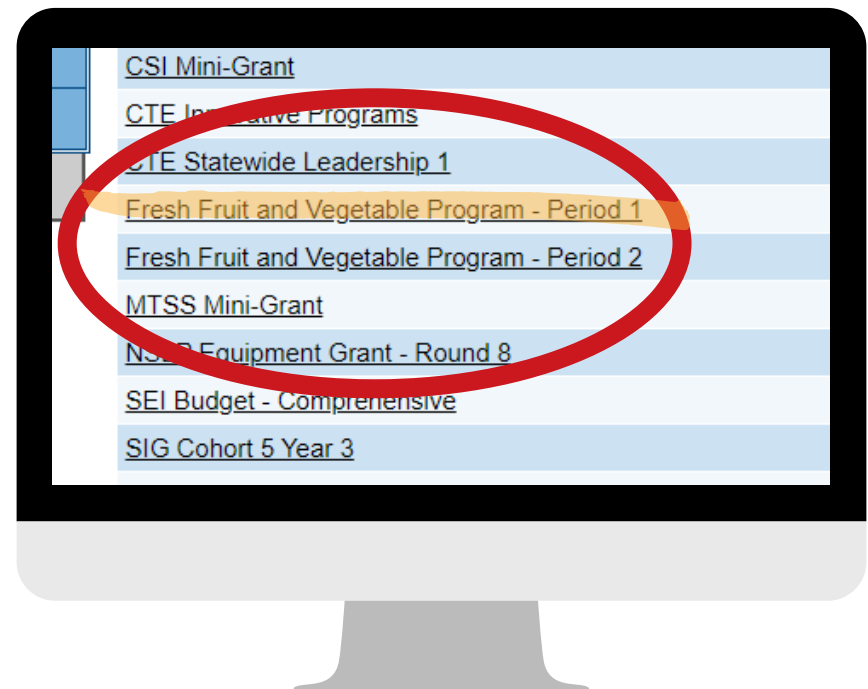 CSI Mini-Grant
CTE Innovative Programs
CTE Statewide Leadership 1
Fresh Fruit and Vegetable Program - Period 1
Fresh Fruit and Vegetable Program - Period 2
MTSS Mini-Grant
NSLP Equipment Grant - Round 8
SEI Budget - Comprehensive
SIG Cohort 5 Year 3